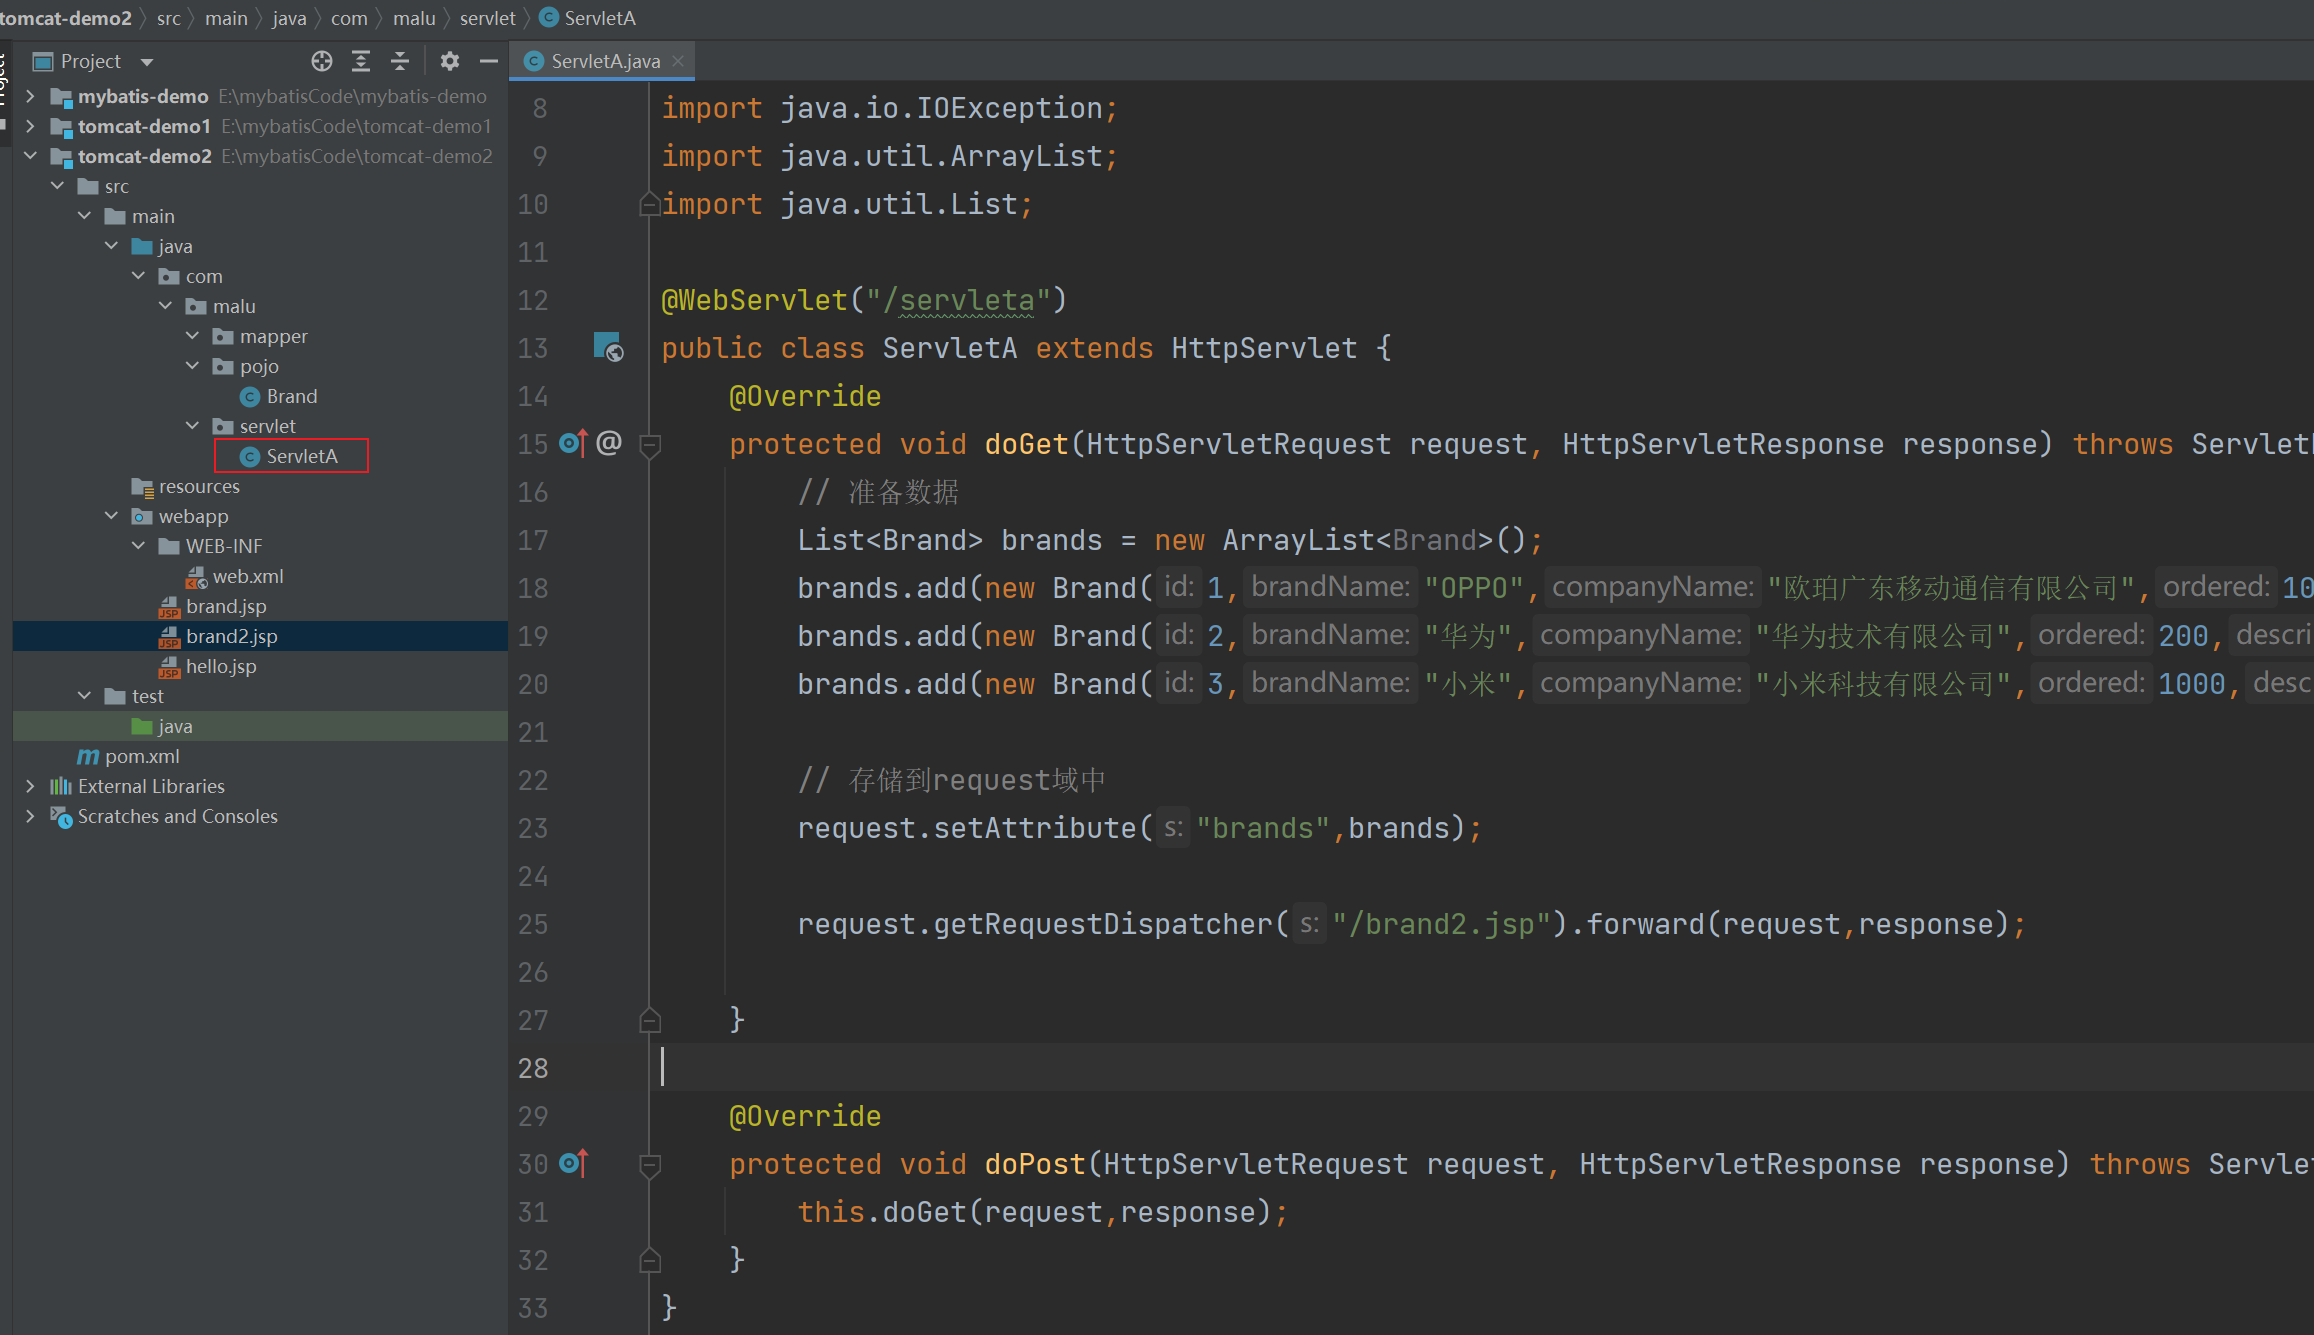 tomcat-demo2 〉 src 〉 main 〉 java 〉 com 〉 malu 〉 servlet 〉 ServletA
Project
mybatis-demo E:\mybatisCode\mybatis-demo
tomcat-demo1 E:\mybatisCode\tomcat-demo1
tomcat-demo2 E:\mybatisCode\tomcat-demo2
src
main
java
com
malu
mapper
pojo
Brand
servlet
ServletA
resources
webapp
WEB-INF
web.xml
brand.jsp
brand2.jsp
hello.jsp
test
java
pom.xml
External Libraries
Scratches and Consoles
ServletA.java
8 import java.io.IOException;
9 import java.util.ArrayList;
10 import java.util.List;
11
12 @WebServlet("/servleta")
13 public class ServletA extends HttpServlet {
14 @Override
15 protected void doGet(HttpServletRequest request, HttpServletResponse response) throws Servlet
16 // 准备数据
17 List<Brand> brands = new ArrayList<Brand>();
18 brands.add(new Brand( id: 1, brandName: "OPPO", companyName: "欧珀广东移动通信有限公司", ordered: 10
19 brands.add(new Brand( id: 2, brandName: "华为", companyName: "华为技术有限公司", ordered: 200, descri
20 brands.add(new Brand( id: 3, brandName: "小米", companyName: "小米科技有限公司", ordered: 1000, desc
21
22 // 存储到request域中
23 request.setAttribute( s: "brands",brands);
24
25 request.getRequestDispatcher( s: "/brand2.jsp").forward(request,response);
26
27 }
28
29 @Override
30 protected void doPost(HttpServletRequest request, HttpServletResponse response) throws Servlet
31 this.doGet(request,response);
32 }
33 }